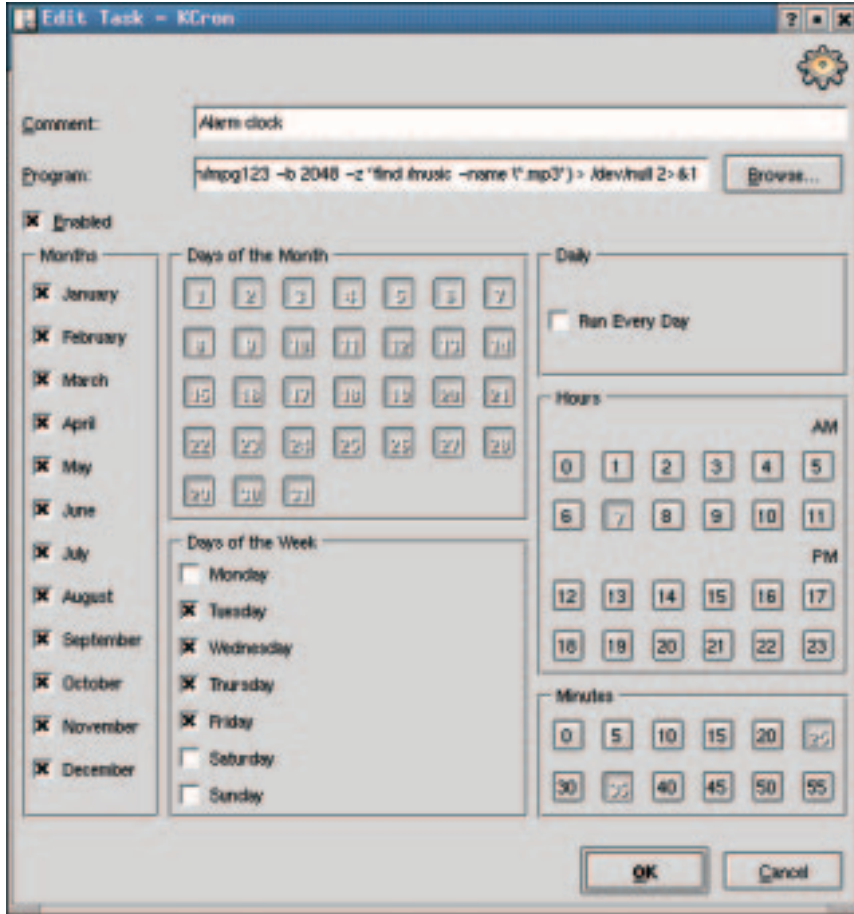 Edit Task - KCron
Comment:
Alarm clock
Program:
n/mpg123 -b 2048 -z `find /music -name \*.mp3`) > /dev/null 2>&1
Browse...
Enabled
Months
January
February
March
April
May
June
July
August
September
October
November
December
Days of the Month
1 2 3 4 5 6 7
8 9 10 11 12 13 14
15 16 17 18 19 20 21
22 23 24 25 26 27 28
29 30 31
Days of the Week
Monday
Tuesday
Wednesday
Thursday
Friday
Saturday
Sunday
Daily
Run Every Day
Hours
AM
0 1 2 3 4 5
6 7 8 9 10 11
PM
12 13 14 15 16 17
18 19 20 21 22 23
Minutes
0 5 10 15 20 25
30 35 40 45 50 55
OK
Cancel